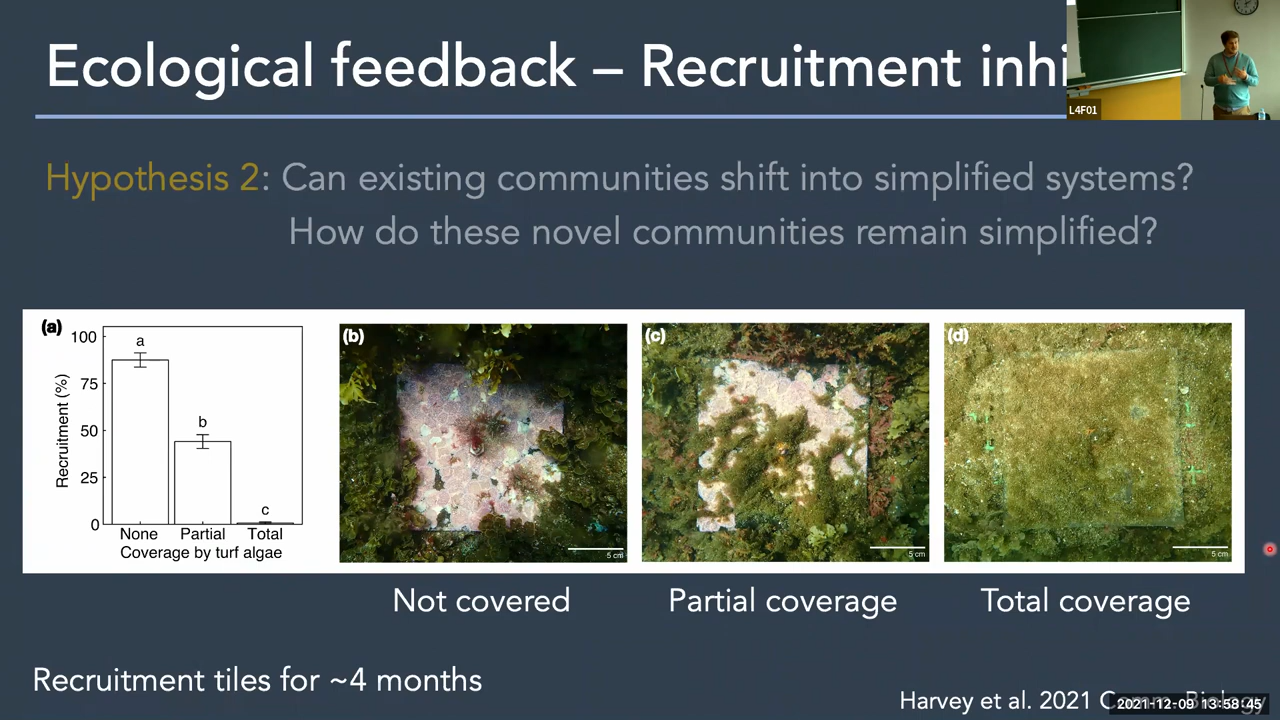 Ecological feedback – Recruitment inhi
L4F01
Hypothesis 2: Can existing communities shift into simplified systems?
How do these novel communities remain simplified?
(a)
100
75
50
25
0
Recruitment (%)
a
b
c
None Partial Total
Coverage by turf algae
(b)
5 cm
(c)
5 cm
(d)
5 cm
Not covered
Partial coverage
Total coverage
Recruitment tiles for ~4 months
Harvey et al. 2021 Comm. Biology
2021-12-09 13:58:45